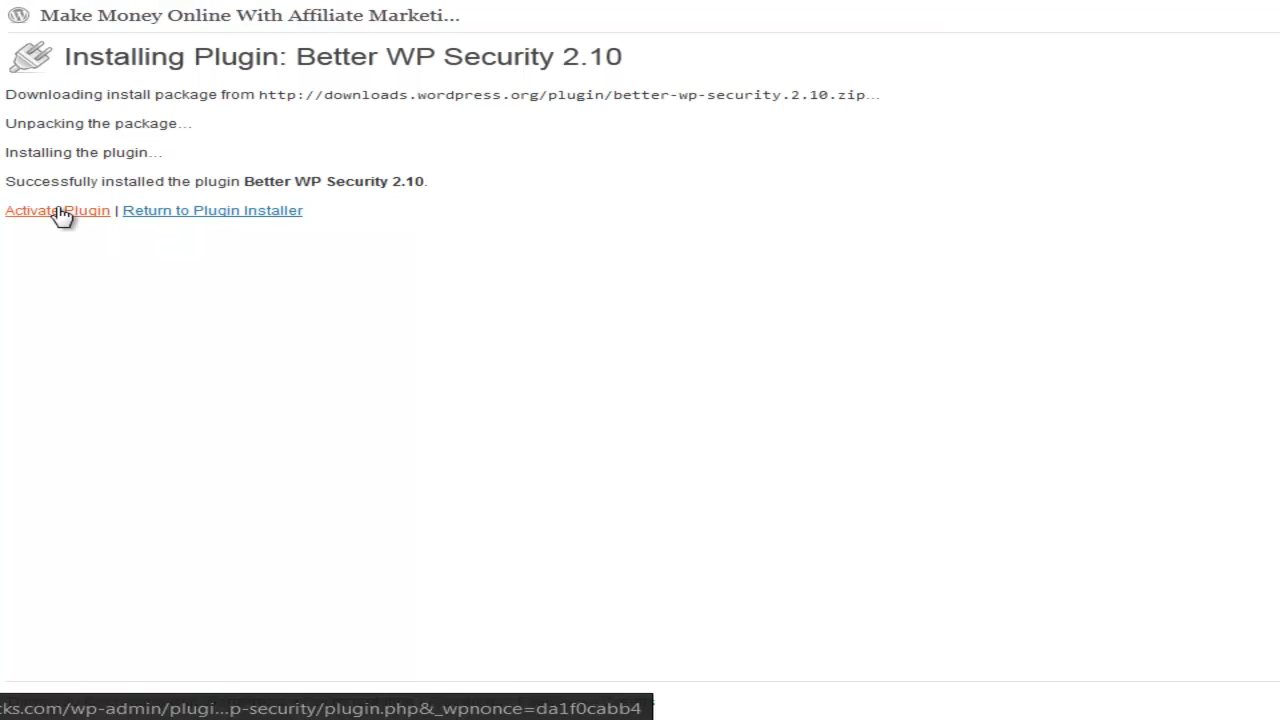 Make Money Online With Affiliate Marketi...
Installing Plugin: Better WP Security 2.10
Downloading install package from http://downloads.wordpress.org/plugin/better-wp-security.2.10.zip...
Unpacking the package...
Installing the plugin...
Successfully installed the plugin Better WP Security 2.10.
Activate Plugin | Return to Plugin Installer
cks.com/wp-admin/plugi...p-security/plugin.php&_wpnonce=da1f0cabb4